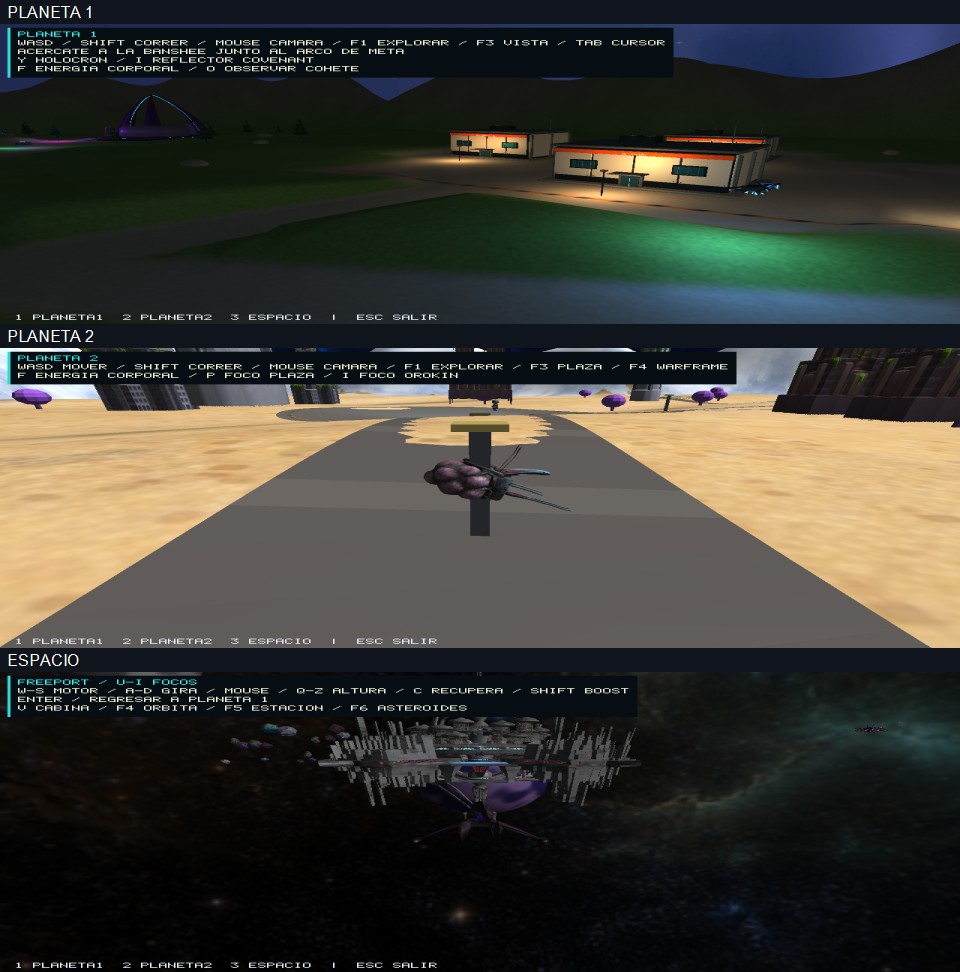 PLANETA 1
PLANETA 1
WASD / SHIFT CORRER / MOUSE CAMARA / F1 EXPLORAR / F3 VISTA / TAB CURSOR
ACERCATE A LA BANSHEE JUNTO AL ARCO DE META
Y HOLOCRON / I REFLECTOR COVENANT
F ENERGIA CORPORAL / O OBSERVAR COHETE
1 PLANETA1 2 PLANETA2 3 ESPACIO | ESC SALIR
PLANETA 2
PLANETA 2
WASD MOVER / SHIFT CORRER / MOUSE CAMARA / F1 EXPLORAR / F3 PLAZA / F4 WARFRAME
F ENERGIA CORPORAL / P FOCO PLAZA / I FOCO OROKIN
1 PLANETA1 2 PLANETA2 3 ESPACIO | ESC SALIR
ESPACIO
FREEPORT / U-I FOCOS
W-S MOTOR / A-D GIRA / MOUSE / Q-Z ALTURA / C RECUPERA / SHIFT BOOST
ENTER / REGRESAR A PLANETA 1
V CABINA / F4 ORBITA / F5 ESTACION / F6 ASTEROIDES
1 PLANETA1 2 PLANETA2 3 ESPACIO | ESC SALIR